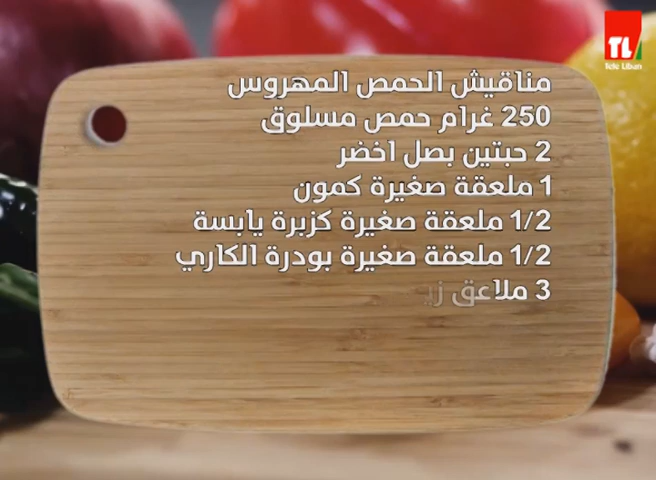 TL
Tele Liban
مناقيش الحمص المهروس
250 غرام حمص مسلوق
2 حبتين بصل اخضر
1 ملعقة صغيرة كمون
1/2 ملعقة صغيرة كزبرة يابسة
1/2 ملعقة صغيرة بودرة الكاري
3 ملاعق